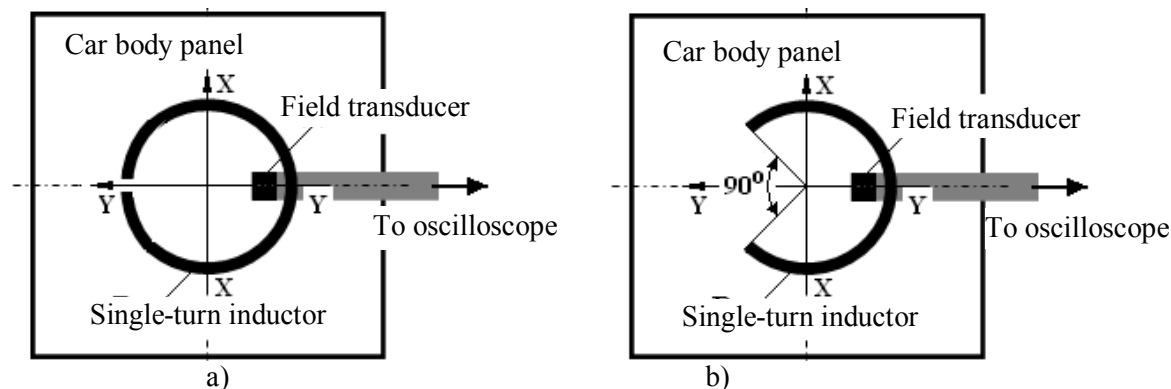 Car body panel
X
Field transducer
Y
Y
To oscilloscope
X
Single-turn inductor
a)
Car body panel
X
Field transducer
90º
Y
Y
To oscilloscope
X
Single-turn inductor
b)